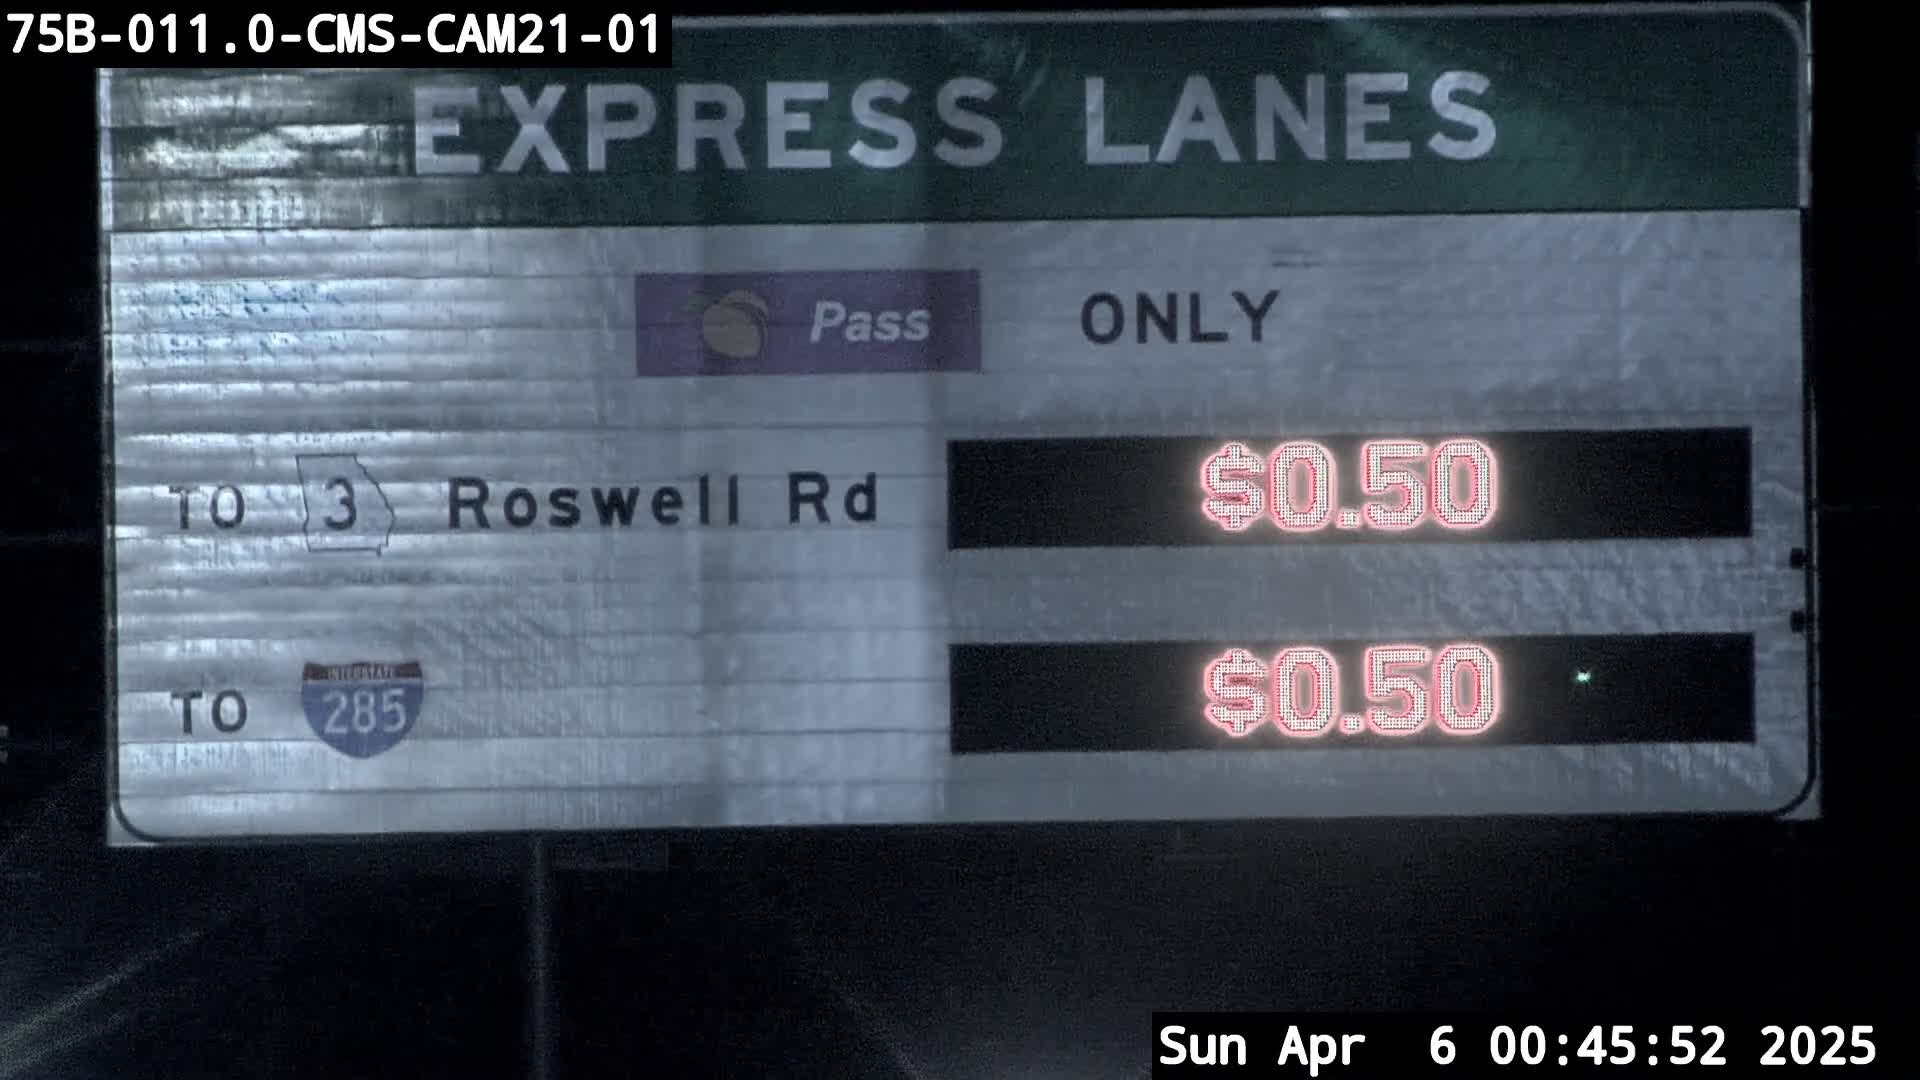 75B-011.0-CMS-CAM21-01
EXPRESS LANES
Pass ONLY
TO 3 Roswell Rd $0.50
TO INTERSTATE 285 $0.50
Sun Apr 6 00:45:52 2025